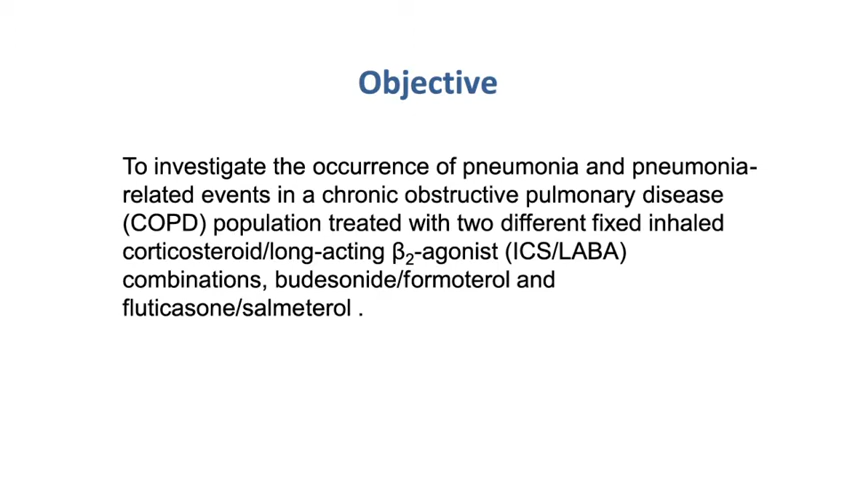 Objective
To investigate the occurrence of pneumonia and pneumonia-
related events in a chronic obstructive pulmonary disease
(COPD) population treated with two different fixed inhaled
corticosteroid/long-acting β₂-agonist (ICS/LABA)
combinations, budesonide/formoterol and
fluticasone/salmeterol .